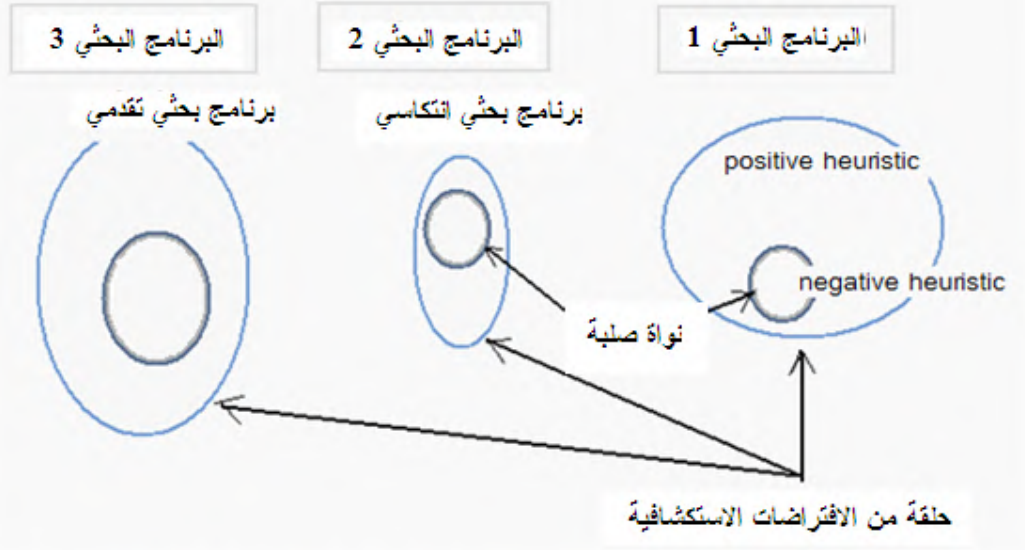 البرنامج البحثي 1
البرنامج البحثي 2
البرنامج البحثي 3
برنامج بحثي انتكاسي
برنامج بحثي تقدمي
positive heuristic
negative heuristic
نواة صلبة
حلقة من الافتراضات الاستكشافية